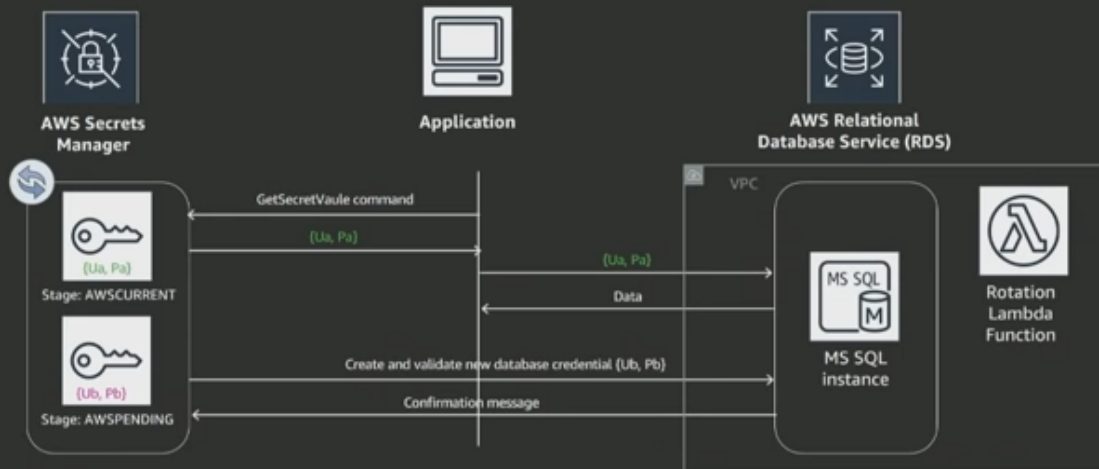 AWS Secrets
Manager
Application
AWS Relational
Database Service (RDS)
VPC
GetSecretVaule command
{Ua, Pa}
Stage: AWSCURRENT
{Ua, Pa}
{Ua, Pa}
Data
MS SQL
M
MS SQL
instance
Rotation
Lambda
Function
{Ub, Pb}
Stage: AWSPENDING
Create and validate new database credential {Ub, Pb}
Confirmation message